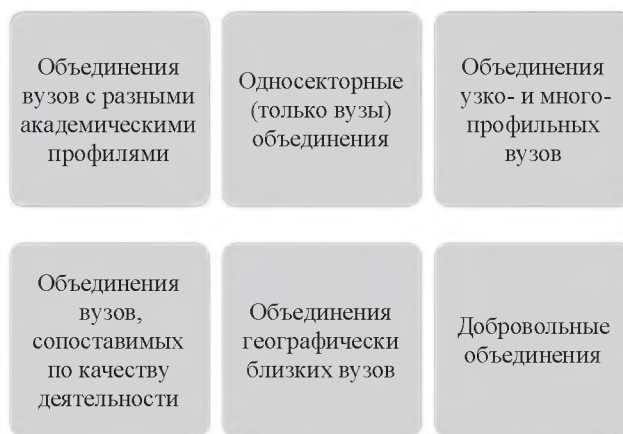 Объединения
вузов с разными
академическими
профилями
Односекторные
(только вузы)
объединения
Объединения
узко- и много-
профильных
вузов
Объединения
вузов,
сопоставимых
по качеству
деятельности
Объединения
географически
близких вузов
Добровольные
объединения